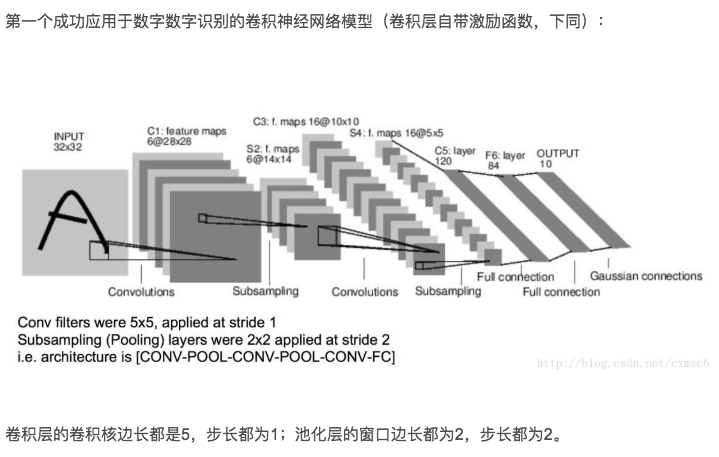 第一个成功应用于数字数字识别的卷积神经网络模型（卷积层自带激励函数，下同）：
INPUT
32x32
C1: feature maps
6@28x28
S2: f. maps
6@14x14
C3: f. maps 16@10x10
S4: f. maps 16@5x5
C5: layer
120
F6: layer
84
OUTPUT
10
Convolutions
Subsampling
Convolutions
Subsampling
Full connection
Full connection
Gaussian connections
Conv filters were 5x5, applied at stride 1
Subsampling (Pooling) layers were 2x2 applied at stride 2
i.e. architecture is [CONV-POOL-CONV-POOL-CONV-FC]
http://blog.csdn.net/cxmscb
卷积层的卷积核边长都是5，步长都为1；池化层的窗口边长都为2，步长都为2。